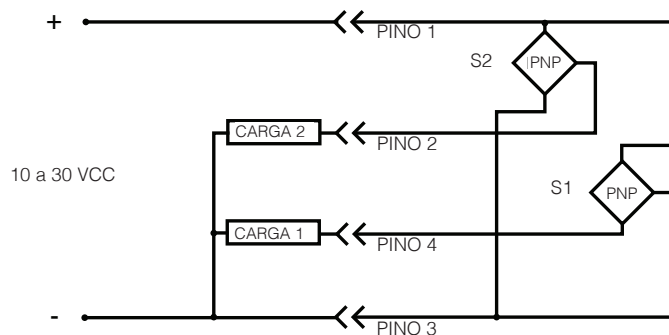 +
PINO 1
S2
PNP
CARGA 2
PINO 2
10 a 30 VCC
S1
PNP
CARGA 1
PINO 4
-
PINO 3